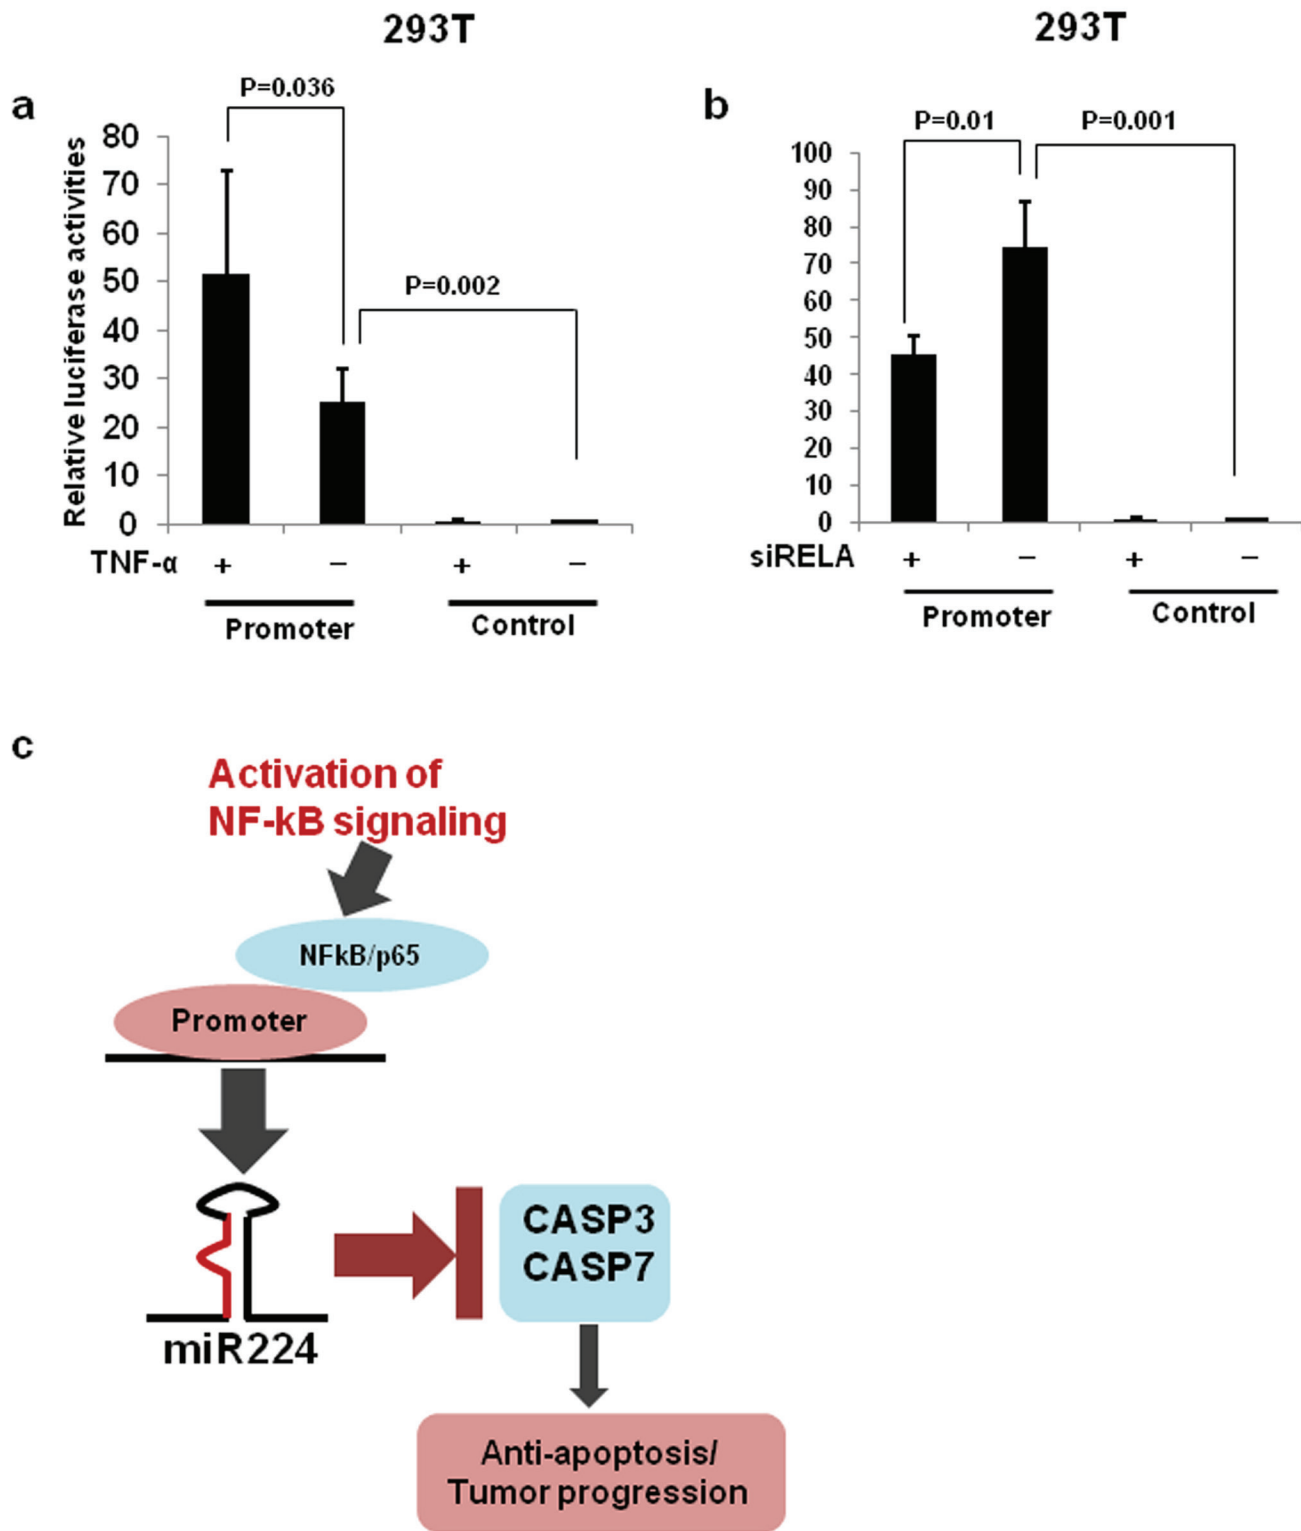 293T
a
P=0.036
P=0.002
Relative luciferase activities
80
70
60
50
40
30
20
10
0
TNF-α + − + −
Promoter Control
293T
b
P=0.01 P=0.001
100
90
80
70
60
50
40
30
20
10
0
siRELA + − + −
Promoter Control
c
Activation of
NF-kB signaling
NFkB/p65
Promoter
miR224
CASP3
CASP7
Anti-apoptosis/
Tumor progression